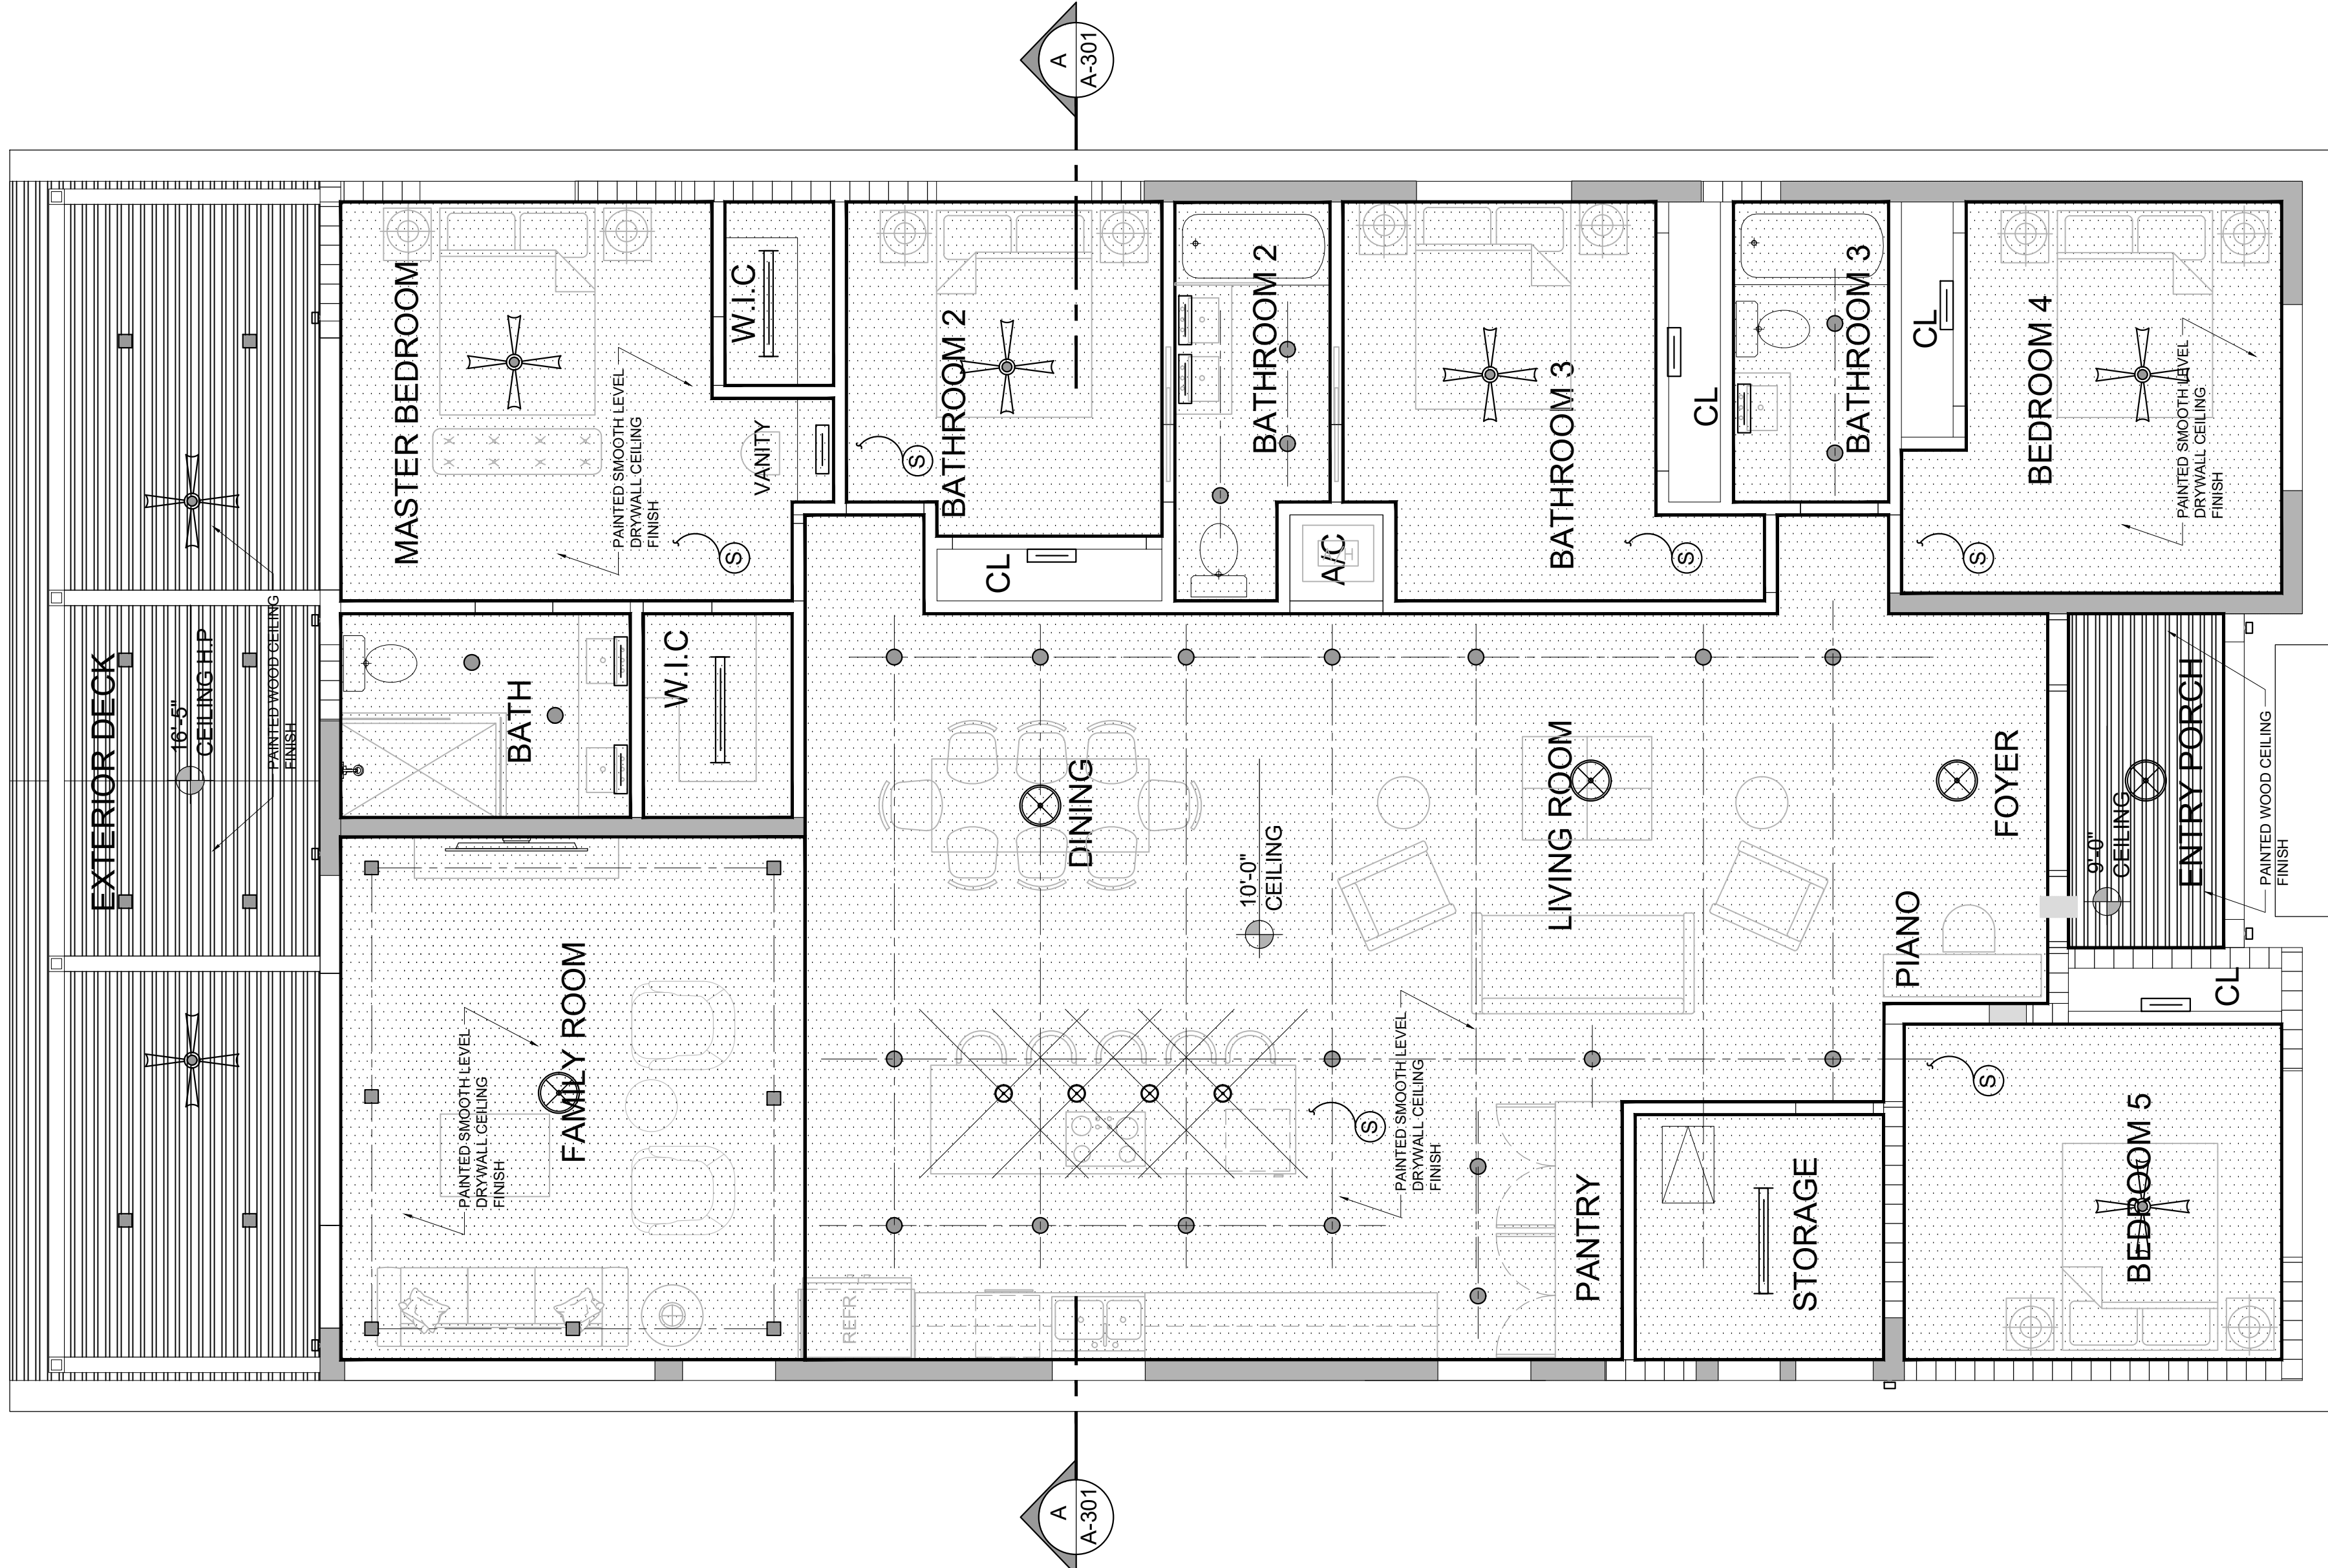 A
A-301
EXTERIOR DECK
16'-5"
CEILING H.P
PAINTED WOOD CEILING
FINISH
MASTER BEDROOM
PAINTED SMOOTH LEVEL
DRYWALL CEILING
FINISH
W.I.C
VANITY
S
BATH
W.I.C
FAMILY ROOM
PAINTED SMOOTH LEVEL
DRYWALL CEILING
FINISH
BATHROOM 2
S
CL
BATHROOM 2
A/C
BATHROOM 3
S
CL
BATHROOM 3
CL
BEDROOM 4
S
PAINTED SMOOTH LEVEL
DRYWALL CEILING
FINISH
DINING
10'-0"
CEILING
LIVING ROOM
FOYER
PIANO
9'-0"
CEILING
ENTRY PORCH
PAINTED WOOD CEILING
FINISH
CL
REFR.
S
PAINTED SMOOTH LEVEL
DRYWALL CEILING
FINISH
PANTRY
STORAGE
S
BEDROOM 5
A
A-301